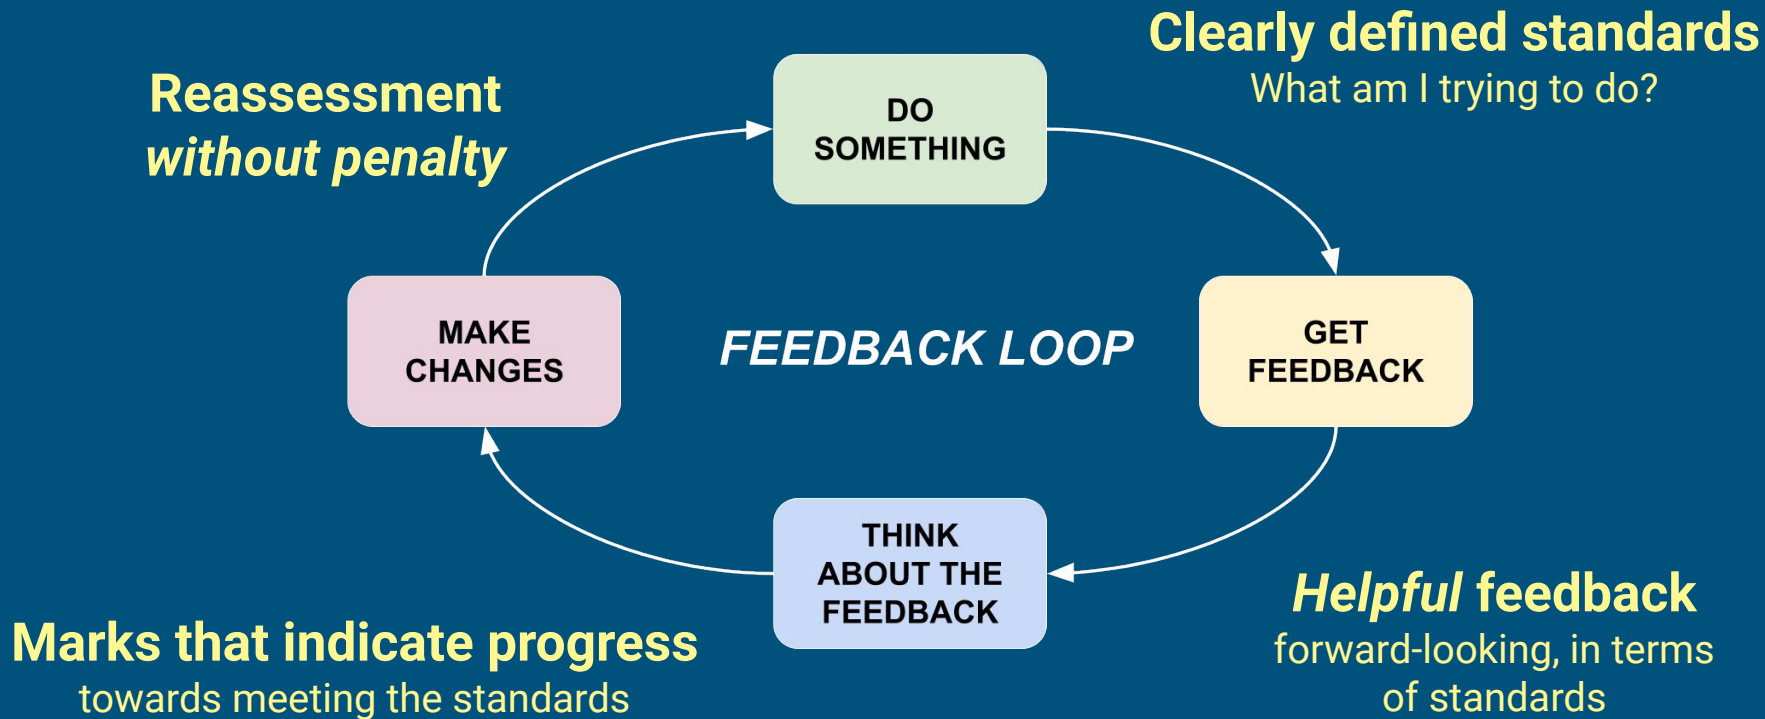 Clearly defined standards
What am I trying to do?
Reassessment
without penalty
DO
SOMETHING
MAKE
CHANGES
FEEDBACK LOOP
GET
FEEDBACK
THINK
ABOUT THE
FEEDBACK
Helpful feedback
forward-looking, in terms
of standards
Marks that indicate progress
towards meeting the standards